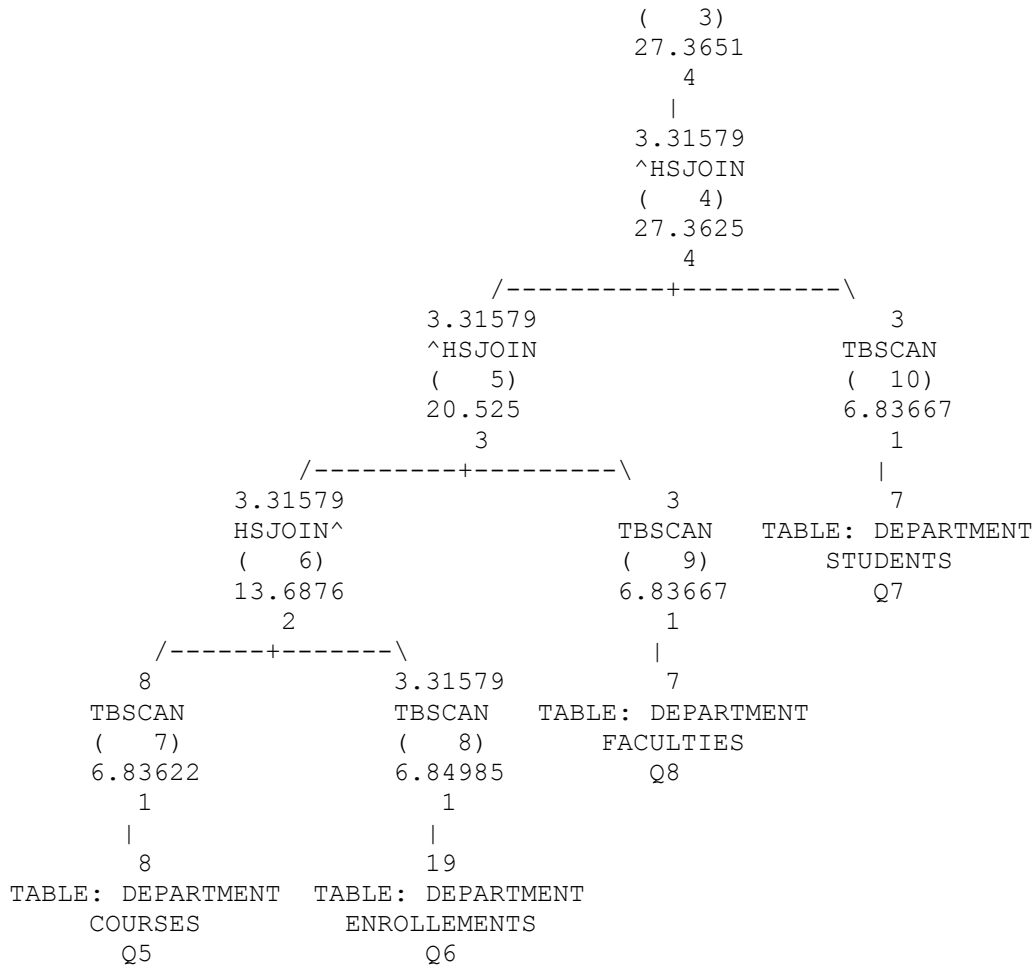 (   3)
27.3651
4
|
3.31579
^HSJOIN
(   4)
27.3625
4
/----------+----------\
3.31579                    3
^HSJOIN                 TBSCAN
(   5)                  (  10)
20.525                  6.83667
3                       1
/---------+---------\                |
3.31579                    3              7
HSJOIN^                 TBSCAN    TABLE: DEPARTMENT
(   6)                  (   9)        STUDENTS
13.6876                 6.83667          Q7
2                       1
/------+-------\                |
8               3.31579             7
TBSCAN           TBSCAN   TABLE: DEPARTMENT
(   7)           (   8)       FACULTIES
6.83622          6.84985         Q8
1                1
|                |
8               19
TABLE: DEPARTMENT  TABLE: DEPARTMENT
COURSES          ENROLLEMENTS
Q5               Q6